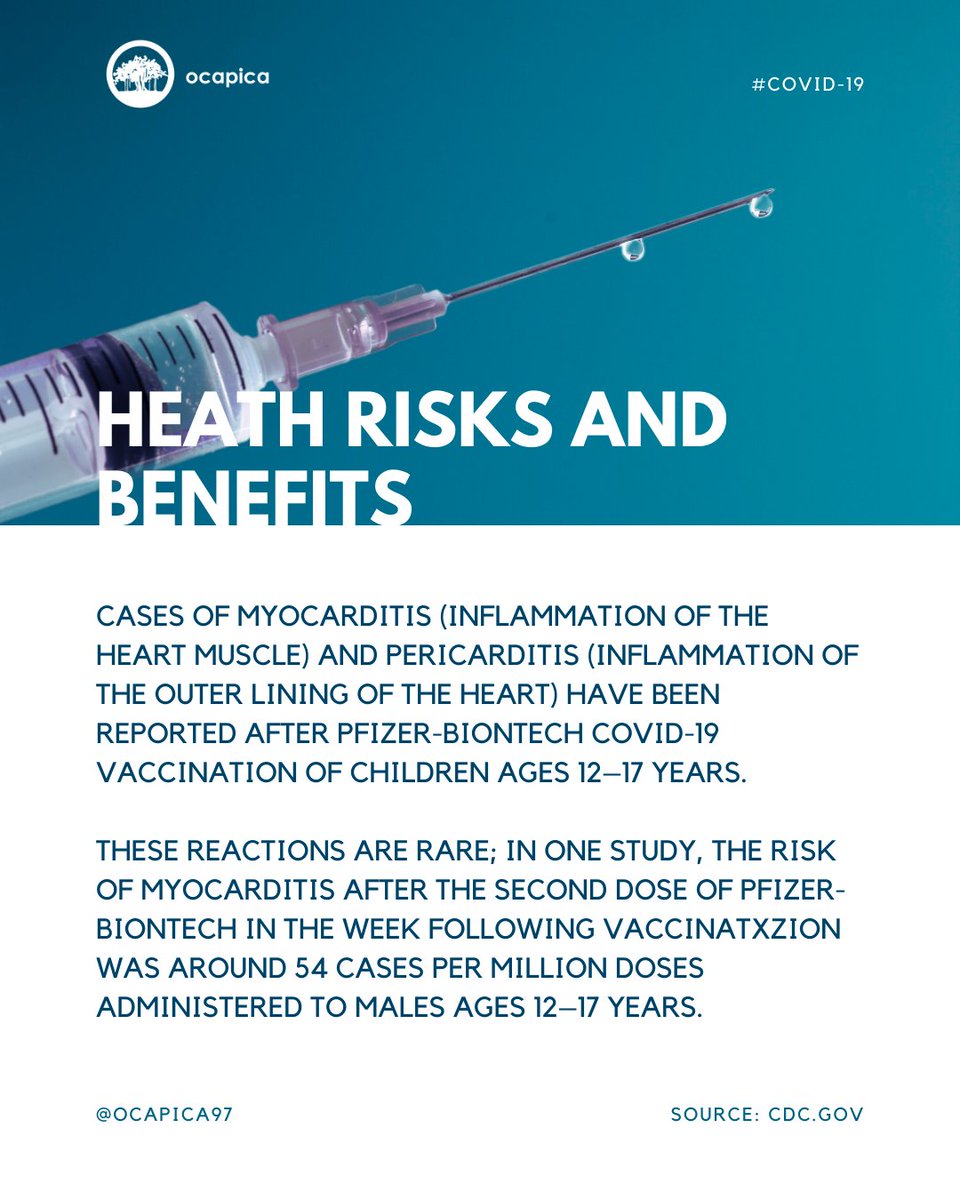 ocapica
#COVID-19
HEATH RISKS AND
BENEFITS
CASES OF MYOCARDITIS (INFLAMMATION OF THE
HEART MUSCLE) AND PERICARDITIS (INFLAMMATION OF
THE OUTER LINING OF THE HEART) HAVE BEEN
REPORTED AFTER PFIZER-BIONTECH COVID-19
VACCINATION OF CHILDREN AGES 12–17 YEARS.
THESE REACTIONS ARE RARE; IN ONE STUDY, THE RISK
OF MYOCARDITIS AFTER THE SECOND DOSE OF PFIZER-
BIONTECH IN THE WEEK FOLLOWING VACCINATXZION
WAS AROUND 54 CASES PER MILLION DOSES
ADMINISTERED TO MALES AGES 12–17 YEARS.
@OCAPICA97
SOURCE: CDC.GOV